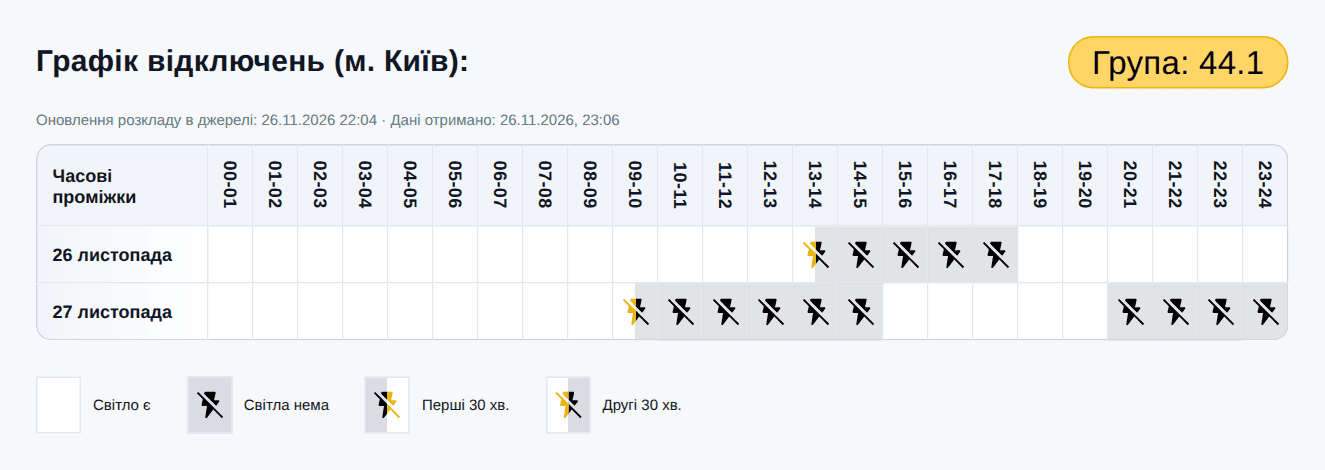 Графік відключень (м. Київ):
Група: 44.1
Оновлення розкладу в джерелі: 26.11.2026 22:04 · Дані отримано: 26.11.2026, 23:06
Часові
проміжки
00-01 01-02 02-03 03-04 04-05 05-06 06-07 07-08 08-09 09-10 10-11 11-12 12-13 13-14 14-15 15-16 16-17 17-18 18-19 19-20 20-21 21-22 22-23 23-24
26 листопада
27 листопада
Світло є Світла нема Перші 30 хв. Другі 30 хв.